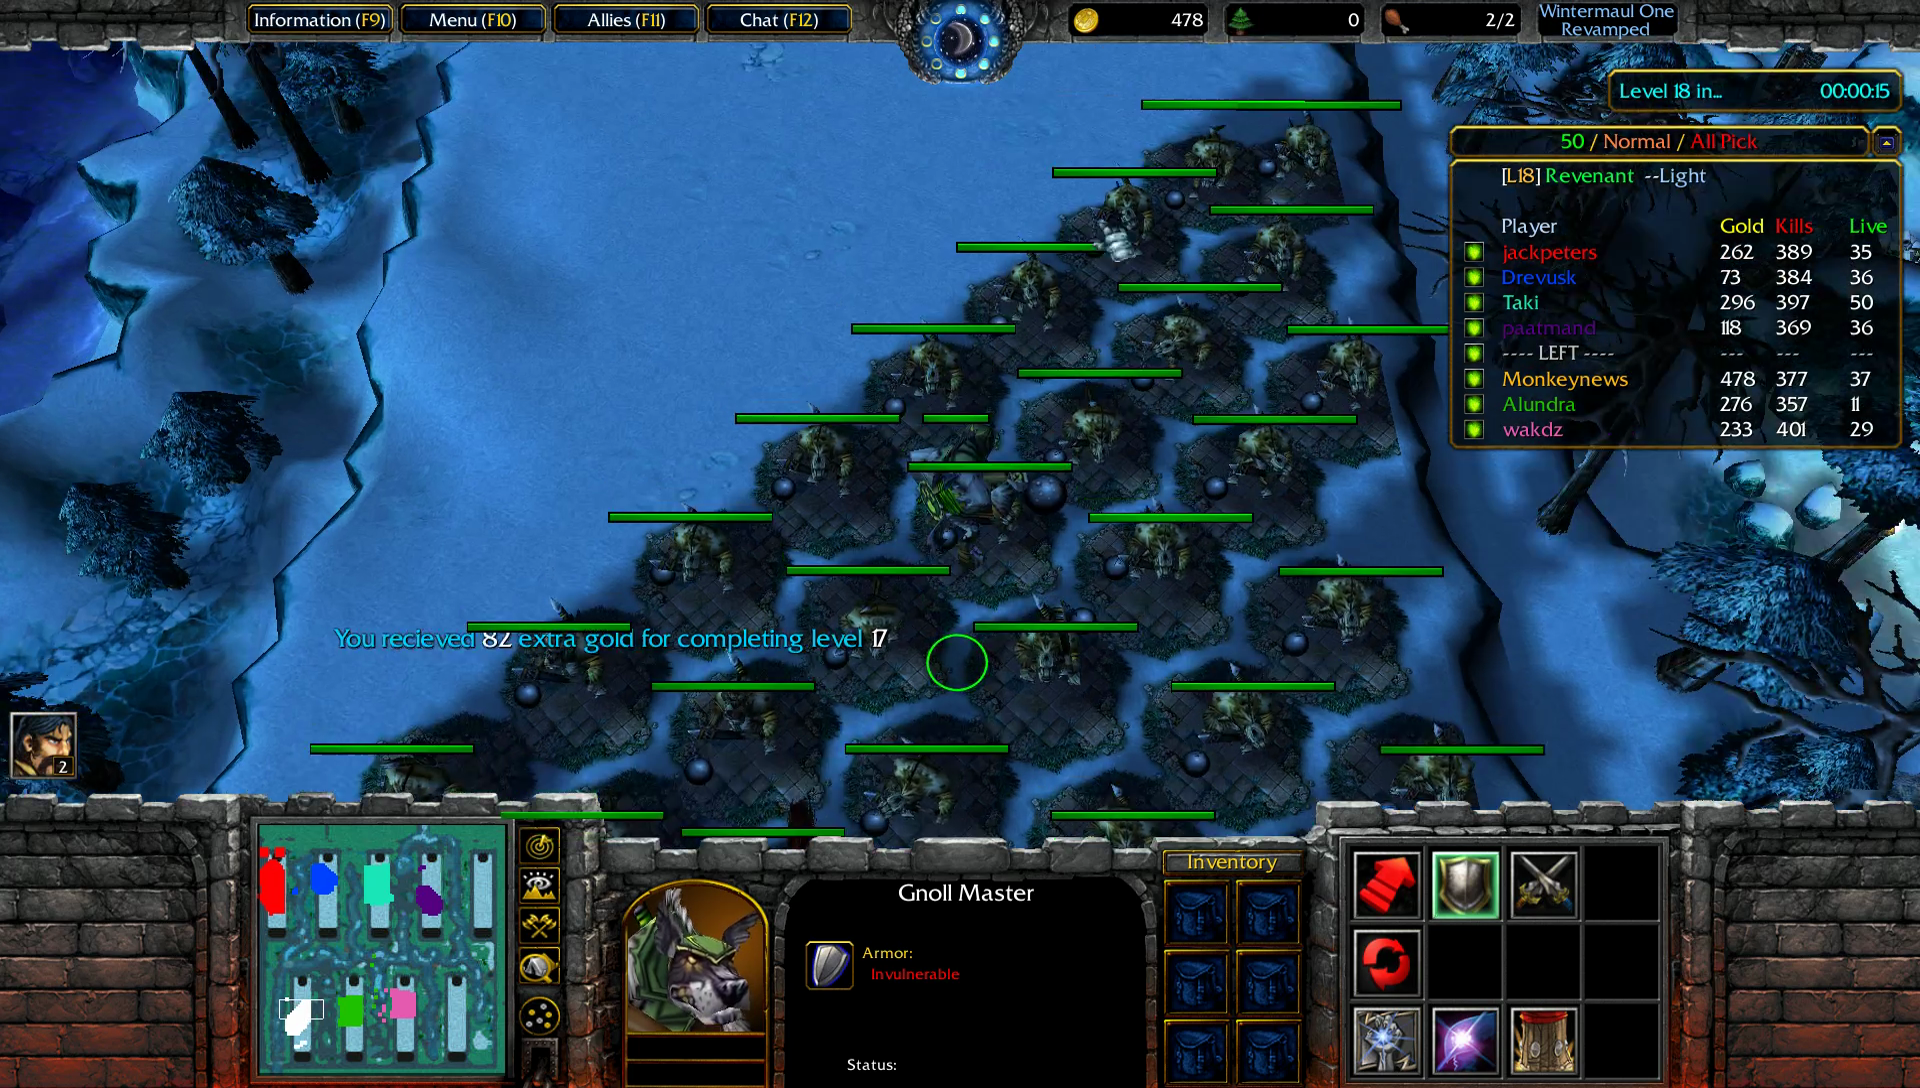 Information (F9) Menu (F10) Allies (F11) Chat (F12) 478 0 2/2 Wintermaul One
Revamped
Level 18 in... 00:00:15
50 / Normal / All Pick
[L18] Revenant --Light
Player Gold Kills Live
jackpeters 262 389 35
Drevusk 73 384 36
Taki 296 397 50
paatmand 118 369 36
---- LEFT ---- --- --- ---
Monkeynews 478 377 37
Alundra 276 357 11
wakdz 233 401 29
You recieved 82 extra gold for completing level 17
2
Inventory
Gnoll Master
Armor:
Invulnerable
Status: